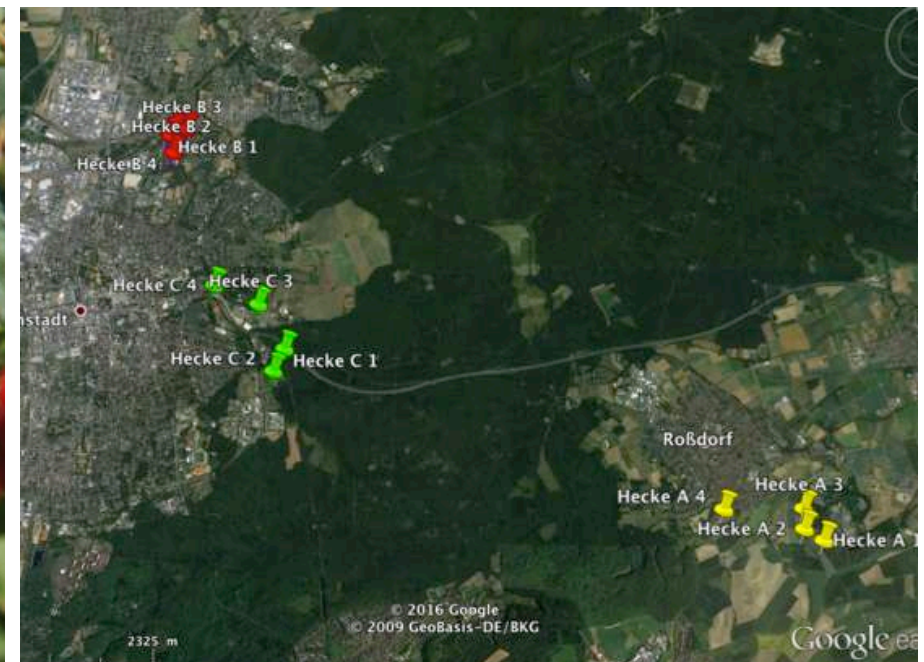 Hecke B 3
Hecke B 2
Hecke B 1
Hecke B 4
Hecke C 4
Hecke C 3
nstadt
Hecke C 2
Hecke C 1
Roßdorf
Hecke A 3
Hecke A 4
Hecke A 2
Hecke A 1
© 2016 Google
© 2009 GeoBasis-DE/BKG
2325 m
Google ea